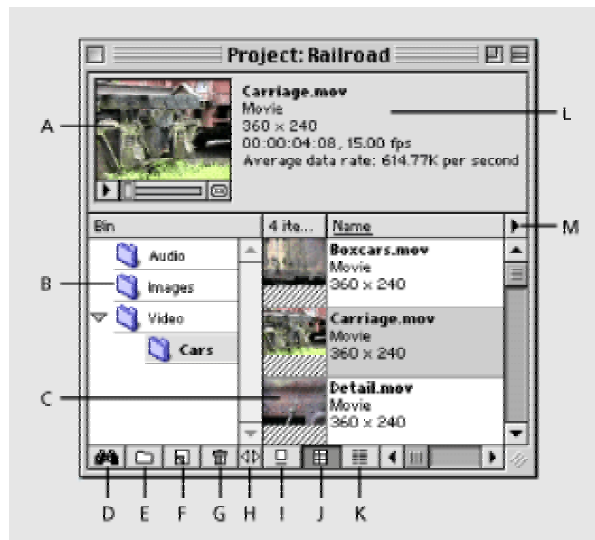 Project: Railroad
Carriage.mov
Movie
360 × 240
00:00:04:08, 15.00 fps
Average data rate: 614.77K per second
A
L
Bin
4 ite...
Name
M
Audio
Images
Video
Cars
B
Boxcars.mov
Movie
360 × 240
Carriage.mov
Movie
360 × 240
C
Detail.mov
Movie
360 × 240
D E F G H I J K